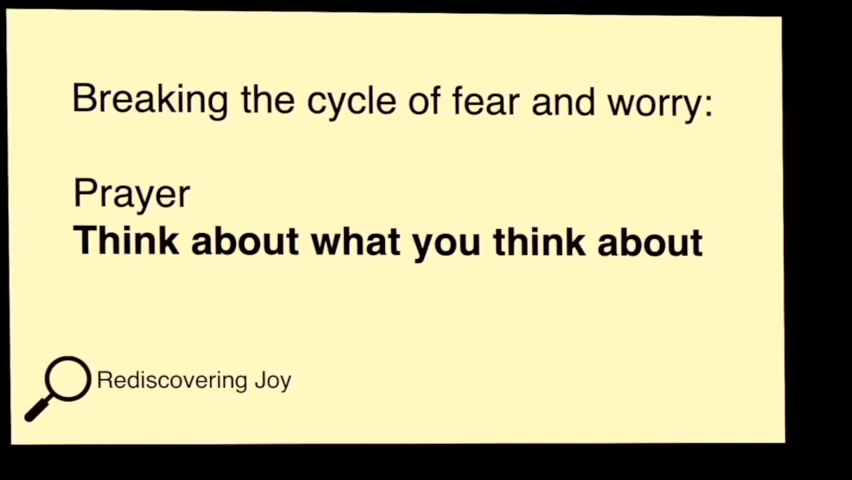 Breaking the cycle of fear and worry:
Prayer
Think about what you think about
Rediscovering Joy